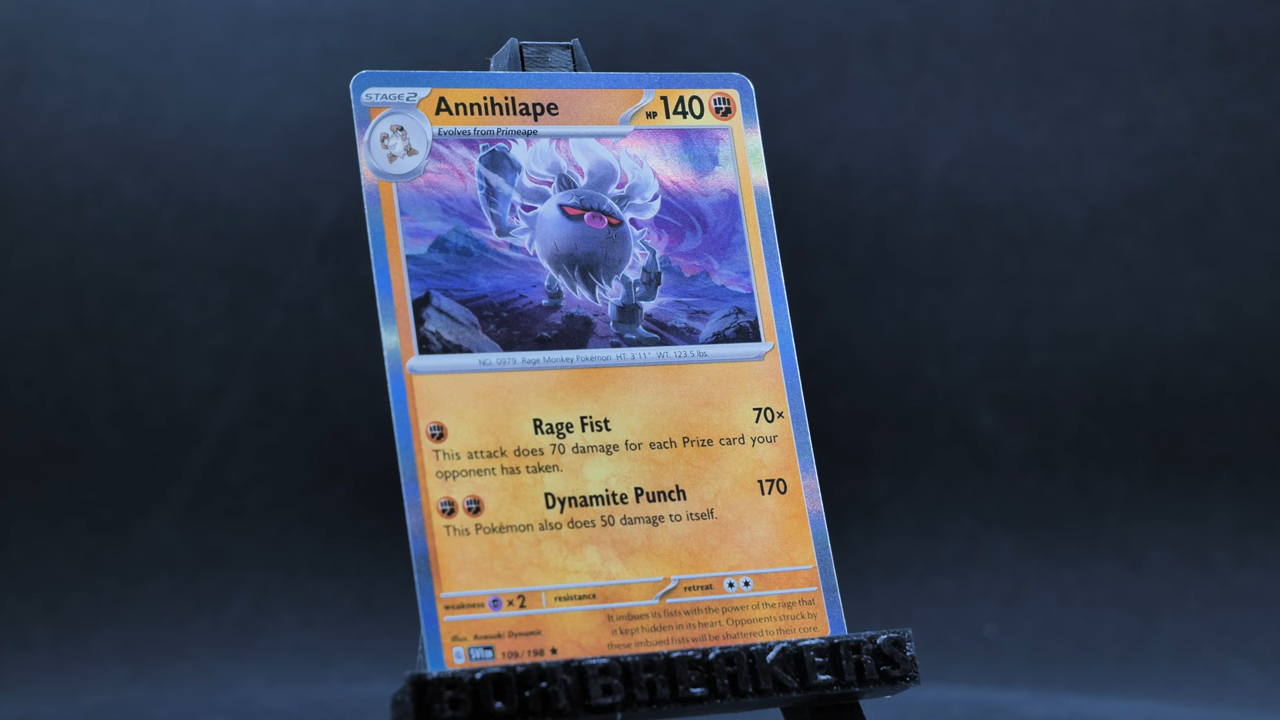 STAGE2
Annihilape
HP 140
Evolves from Primeape
NO. 0979 Rage Monkey Pokémon HT: 3'11" WT: 123.5 lbs
Rage Fist 70×
This attack does 70 damage for each Prize card your
opponent has taken.
Dynamite Punch 170
This Pokémon also does 50 damage to itself.
weakness ×2 resistance retreat
It imbues its fists with the power of the rage that
it kept hidden in its heart. Opponents struck by
these imbued fists will be shattered to their core.
Illus. Anesaki Dynamic
G SVI EN 109/198 ★
BOXBREAKERS